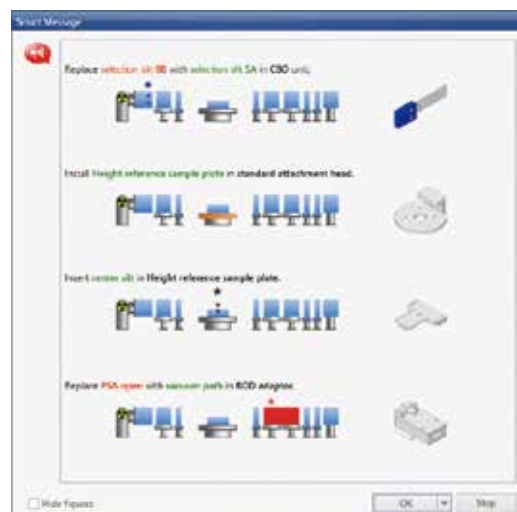 Smart Message
Replace selection slit BB with selection slit SA in CBO unit.
Install Height reference sample plate in standard attachment head.
Insert center slit in Height reference sample plate.
Replace PSA open with vacuum path in ROD adaptor.
Hide figures
OK
Stop